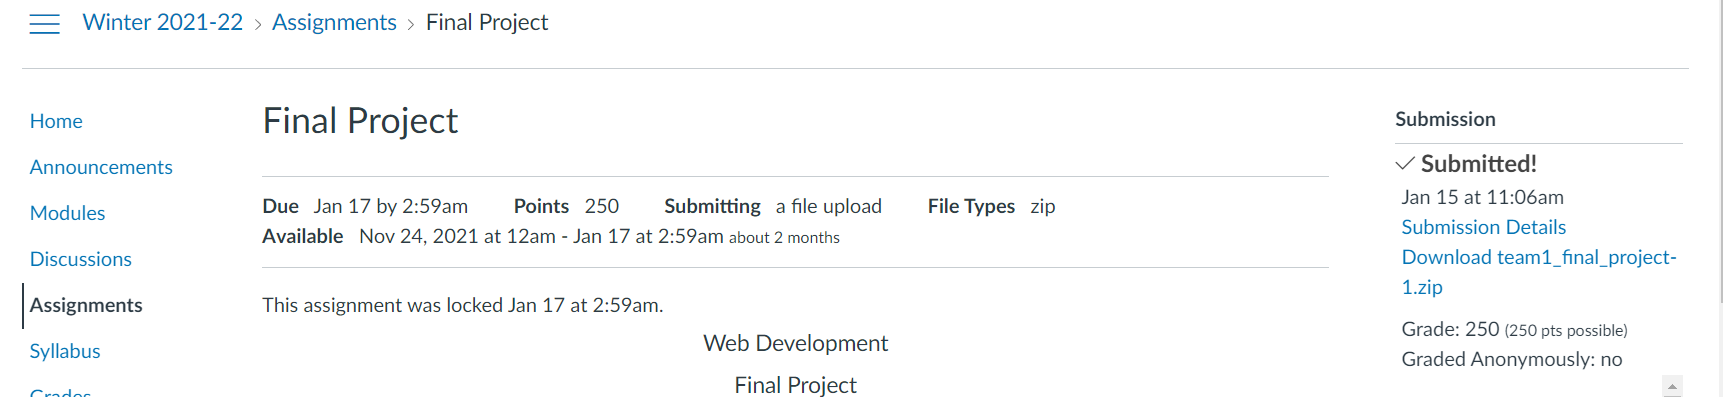 Winter 2021-22 › Assignments › Final Project
Home
Announcements
Modules
Discussions
Assignments
Syllabus
Grades
Final Project
Due Jan 17 by 2:59am Points 250 Submitting a file upload File Types zip
Available Nov 24, 2021 at 12am - Jan 17 at 2:59am about 2 months
This assignment was locked Jan 17 at 2:59am.
Web Development
Final Project
Submission
Submitted!
Jan 15 at 11:06am
Submission Details
Download team1_final_project-
1.zip
Grade: 250 (250 pts possible)
Graded Anonymously: no